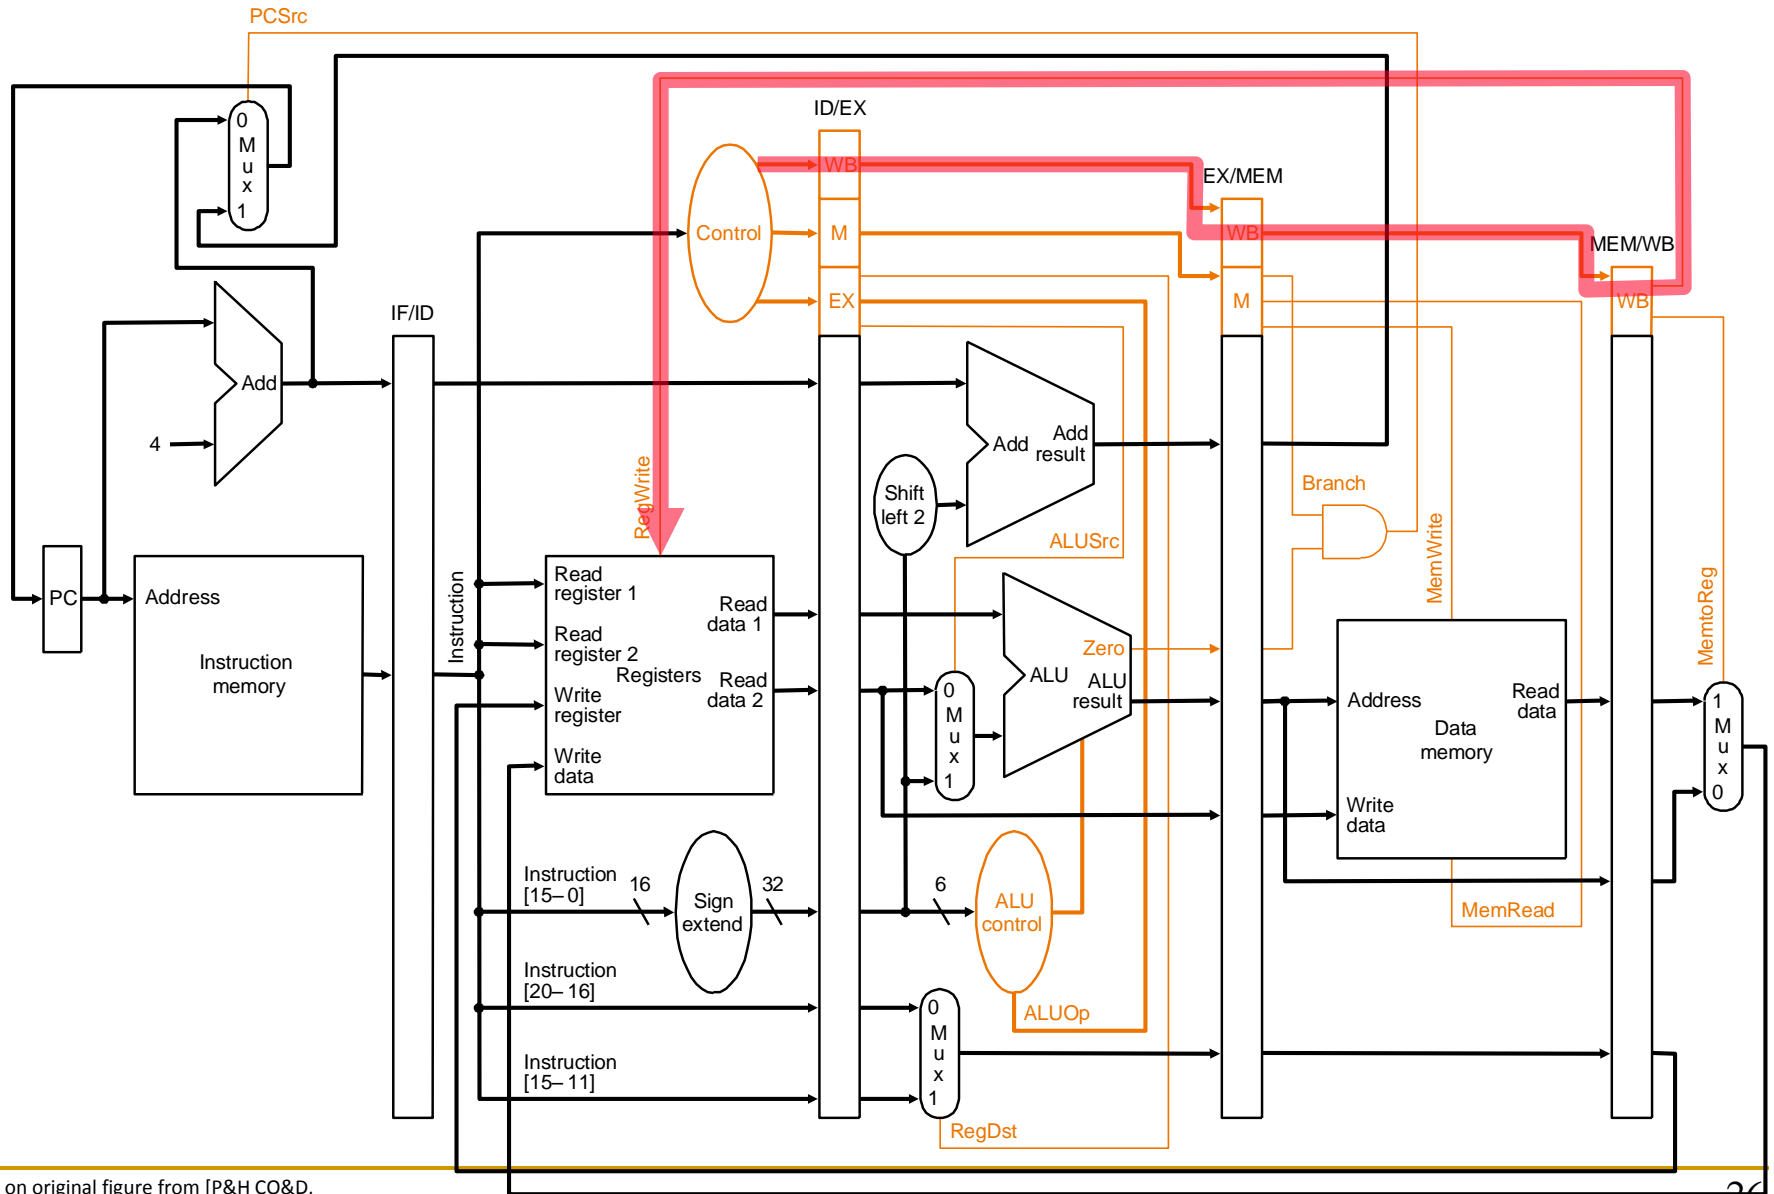 PCSrc
ID/EX
0
M
u
x
1
WB
EX/MEM
Control
M
WB
MEM/WB
EX
M
WB
IF/ID
Add
4
Add
Add
result
RegWrite
Shift
left 2
Branch
ALUSrc
MemWrite
MemtoReg
PC
Address
Instruction
memory
Instruction
Read
register 1
Read
register 2
Registers
Write
register
Write
data
Read
data 1
Read
data 2
0
M
u
x
1
Zero
ALU
ALU
result
Address
Read
data
Data
memory
Write
data
1
M
u
x
0
Instruction
[15–0]
16
Sign
extend
32
6
ALU
control
MemRead
Instruction
[20–16]
0
M
u
x
1
ALUOp
Instruction
[15–11]
RegDst
on original figure from [P&H CO&D,